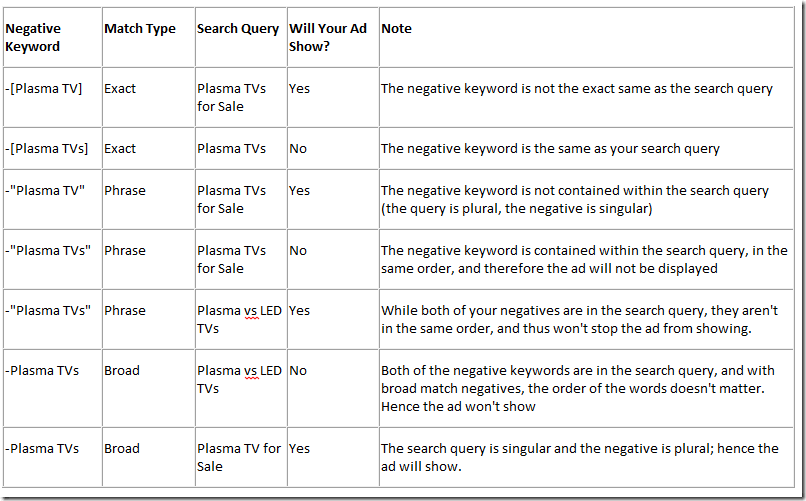 Negative Keyword Match Type Search Query Will Your Ad Show? Note
-[Plasma TV] Exact Plasma TVs for Sale Yes The negative keyword is not the exact same as the search query
-[Plasma TVs] Exact Plasma TVs No The negative keyword is the same as your search query
-"Plasma TV" Phrase Plasma TVs for Sale Yes The negative keyword is not contained within the search query (the query is plural, the negative is singular)
-"Plasma TVs" Phrase Plasma TVs for Sale No The negative keyword is contained within the search query, in the same order, and therefore the ad will not be displayed
-"Plasma TVs" Phrase Plasma vs LED TVs Yes While both of your negatives are in the search query, they aren't in the same order, and thus won't stop the ad from showing.
-Plasma TVs Broad Plasma vs LED TVs No Both of the negative keywords are in the search query, and with broad match negatives, the order of the words doesn't matter. Hence the ad won't show
-Plasma TVs Broad Plasma TV for Sale Yes The search query is singular and the negative is plural; hence the ad will show.